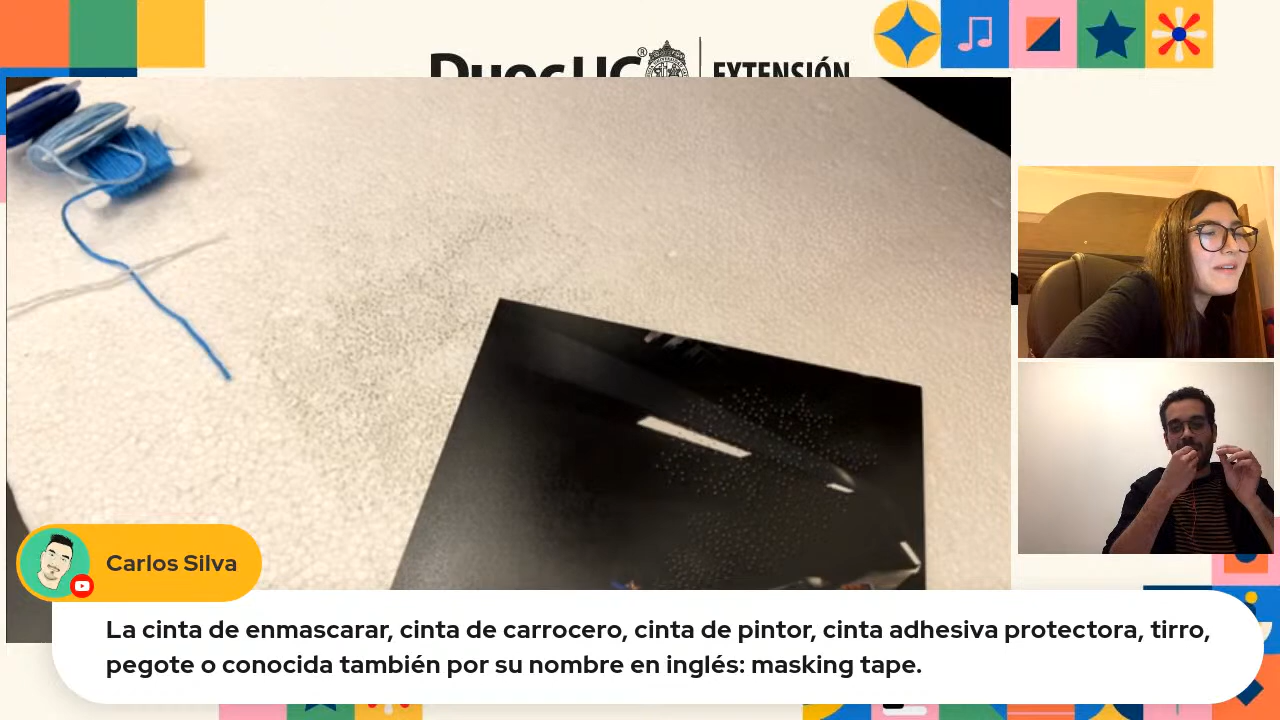 DuocUC® EXTENSIÓN
Carlos Silva
La cinta de enmascarar, cinta de carrocero, cinta de pintor, cinta adhesiva protectora, tirro,
pegote o conocida también por su nombre en inglés: masking tape.